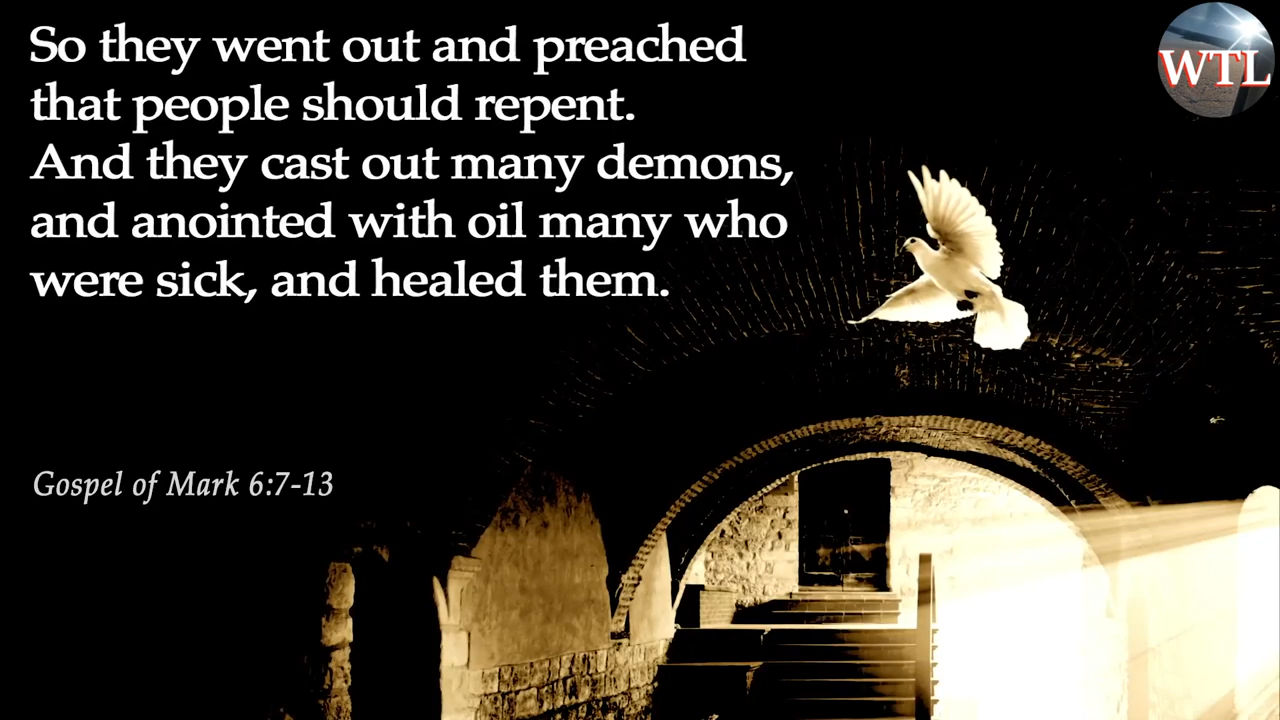 So they went out and preached
that people should repent.
And they cast out many demons,
and anointed with oil many who
were sick, and healed them.
Gospel of Mark 6:7-13
WTL